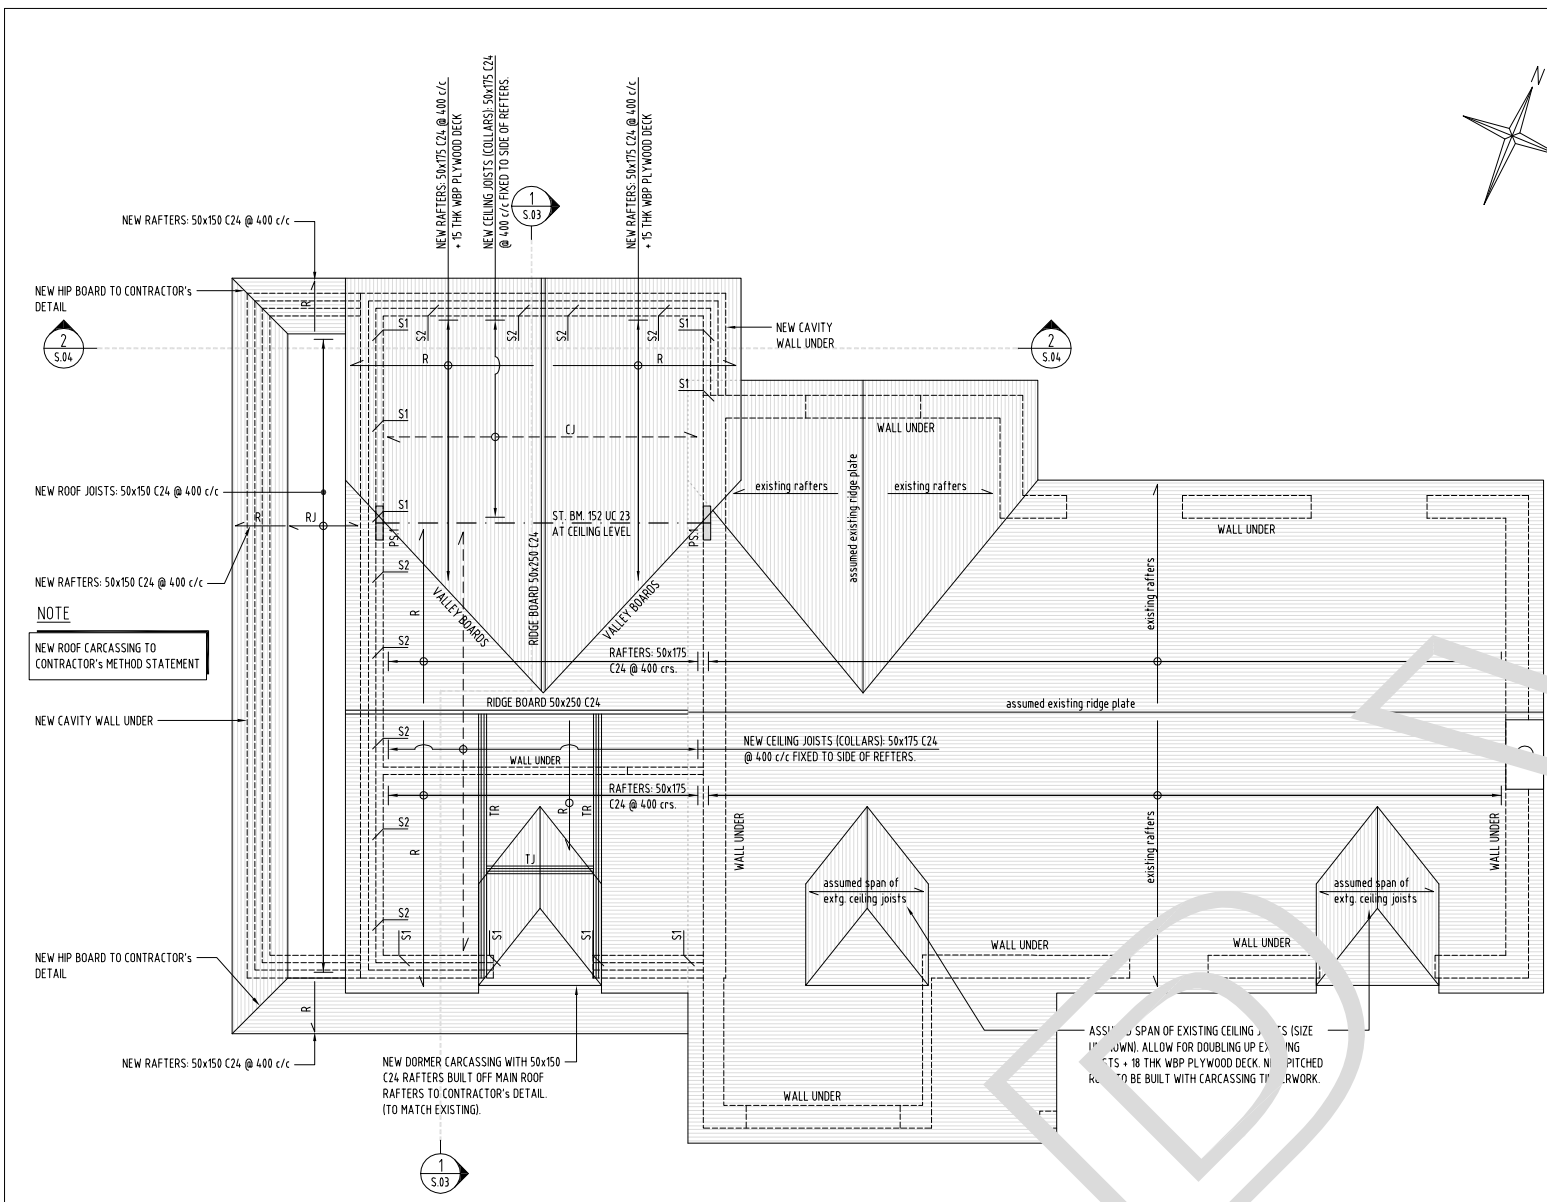 N
NEW RAFTERS: 50x175 C24 @ 400 c/c
+ 15 THK WBP PLYWOOD DECK
NEW CEILING JOISTS (COLLARS): 50x175 C24
@ 400 c/c FIXED TO SIDE OF REFTERS.
NEW RAFTERS: 50x175 C24 @ 400 c/c
+ 15 THK WBP PLYWOOD DECK
1
S.03
NEW RAFTERS: 50x150 C24 @ 400 c/c
NEW HIP BOARD TO CONTRACTOR's
DETAIL
R
2
S.04
S1
S2
S2
S2
S2
S1
NEW CAVITY
WALL UNDER
2
S.04
R
R
S1
S1
CJ
WALL UNDER
assumed existing ridge plate
existing rafters
existing rafters
NEW ROOF JOISTS: 50x150 C24 @ 400 c/c
S1
R
RJ
PS1
ST. BM. 152 UC 23
AT CEILING LEVEL
PS1
WALL UNDER
RIDGE BOARD 50x250 C24
NEW RAFTERS: 50x150 C24 @ 400 c/c
S2
R
VALLEY BOARDS
VALLEY BOARDS
existing rafters
NOTE
NEW ROOF CARCASSING TO
CONTRACTOR's METHOD STATEMENT
S2
RAFTERS: 50x175
C24 @ 400 crs.
RIDGE BOARD 50x250 C24
assumed existing ridge plate
NEW CAVITY WALL UNDER
S2
WALL UNDER
NEW CEILING JOISTS (COLLARS): 50x175 C24
@ 400 c/c FIXED TO SIDE OF REFTERS.
RAFTERS: 50x175
C24 @ 400 crs.
S2
R
TR
R
TR
TJ
WALL UNDER
existing rafters
WALL UNDER
assumed span of
extg. ceiling joists
assumed span of
extg. ceiling joists
S2
S1
S1
S1
S1
WALL UNDER
WALL UNDER
NEW HIP BOARD TO CONTRACTOR's
DETAIL
R
NEW RAFTERS: 50x150 C24 @ 400 c/c
NEW DORMER CARCASSING WITH 50x150
C24 RAFTERS BUILT OFF MAIN ROOF
RAFTERS TO CONTRACTOR's DETAIL.
(TO MATCH EXISTING).
SPAN OF EXISTING CEILING (SIZE
ALLOW FOR DOUBLING UP
+ 18 THK WBP PLYWOOD DECK. PITCHED
TO BE BUILT WITH CARCASSING
WALL UNDER
1
S.03
D